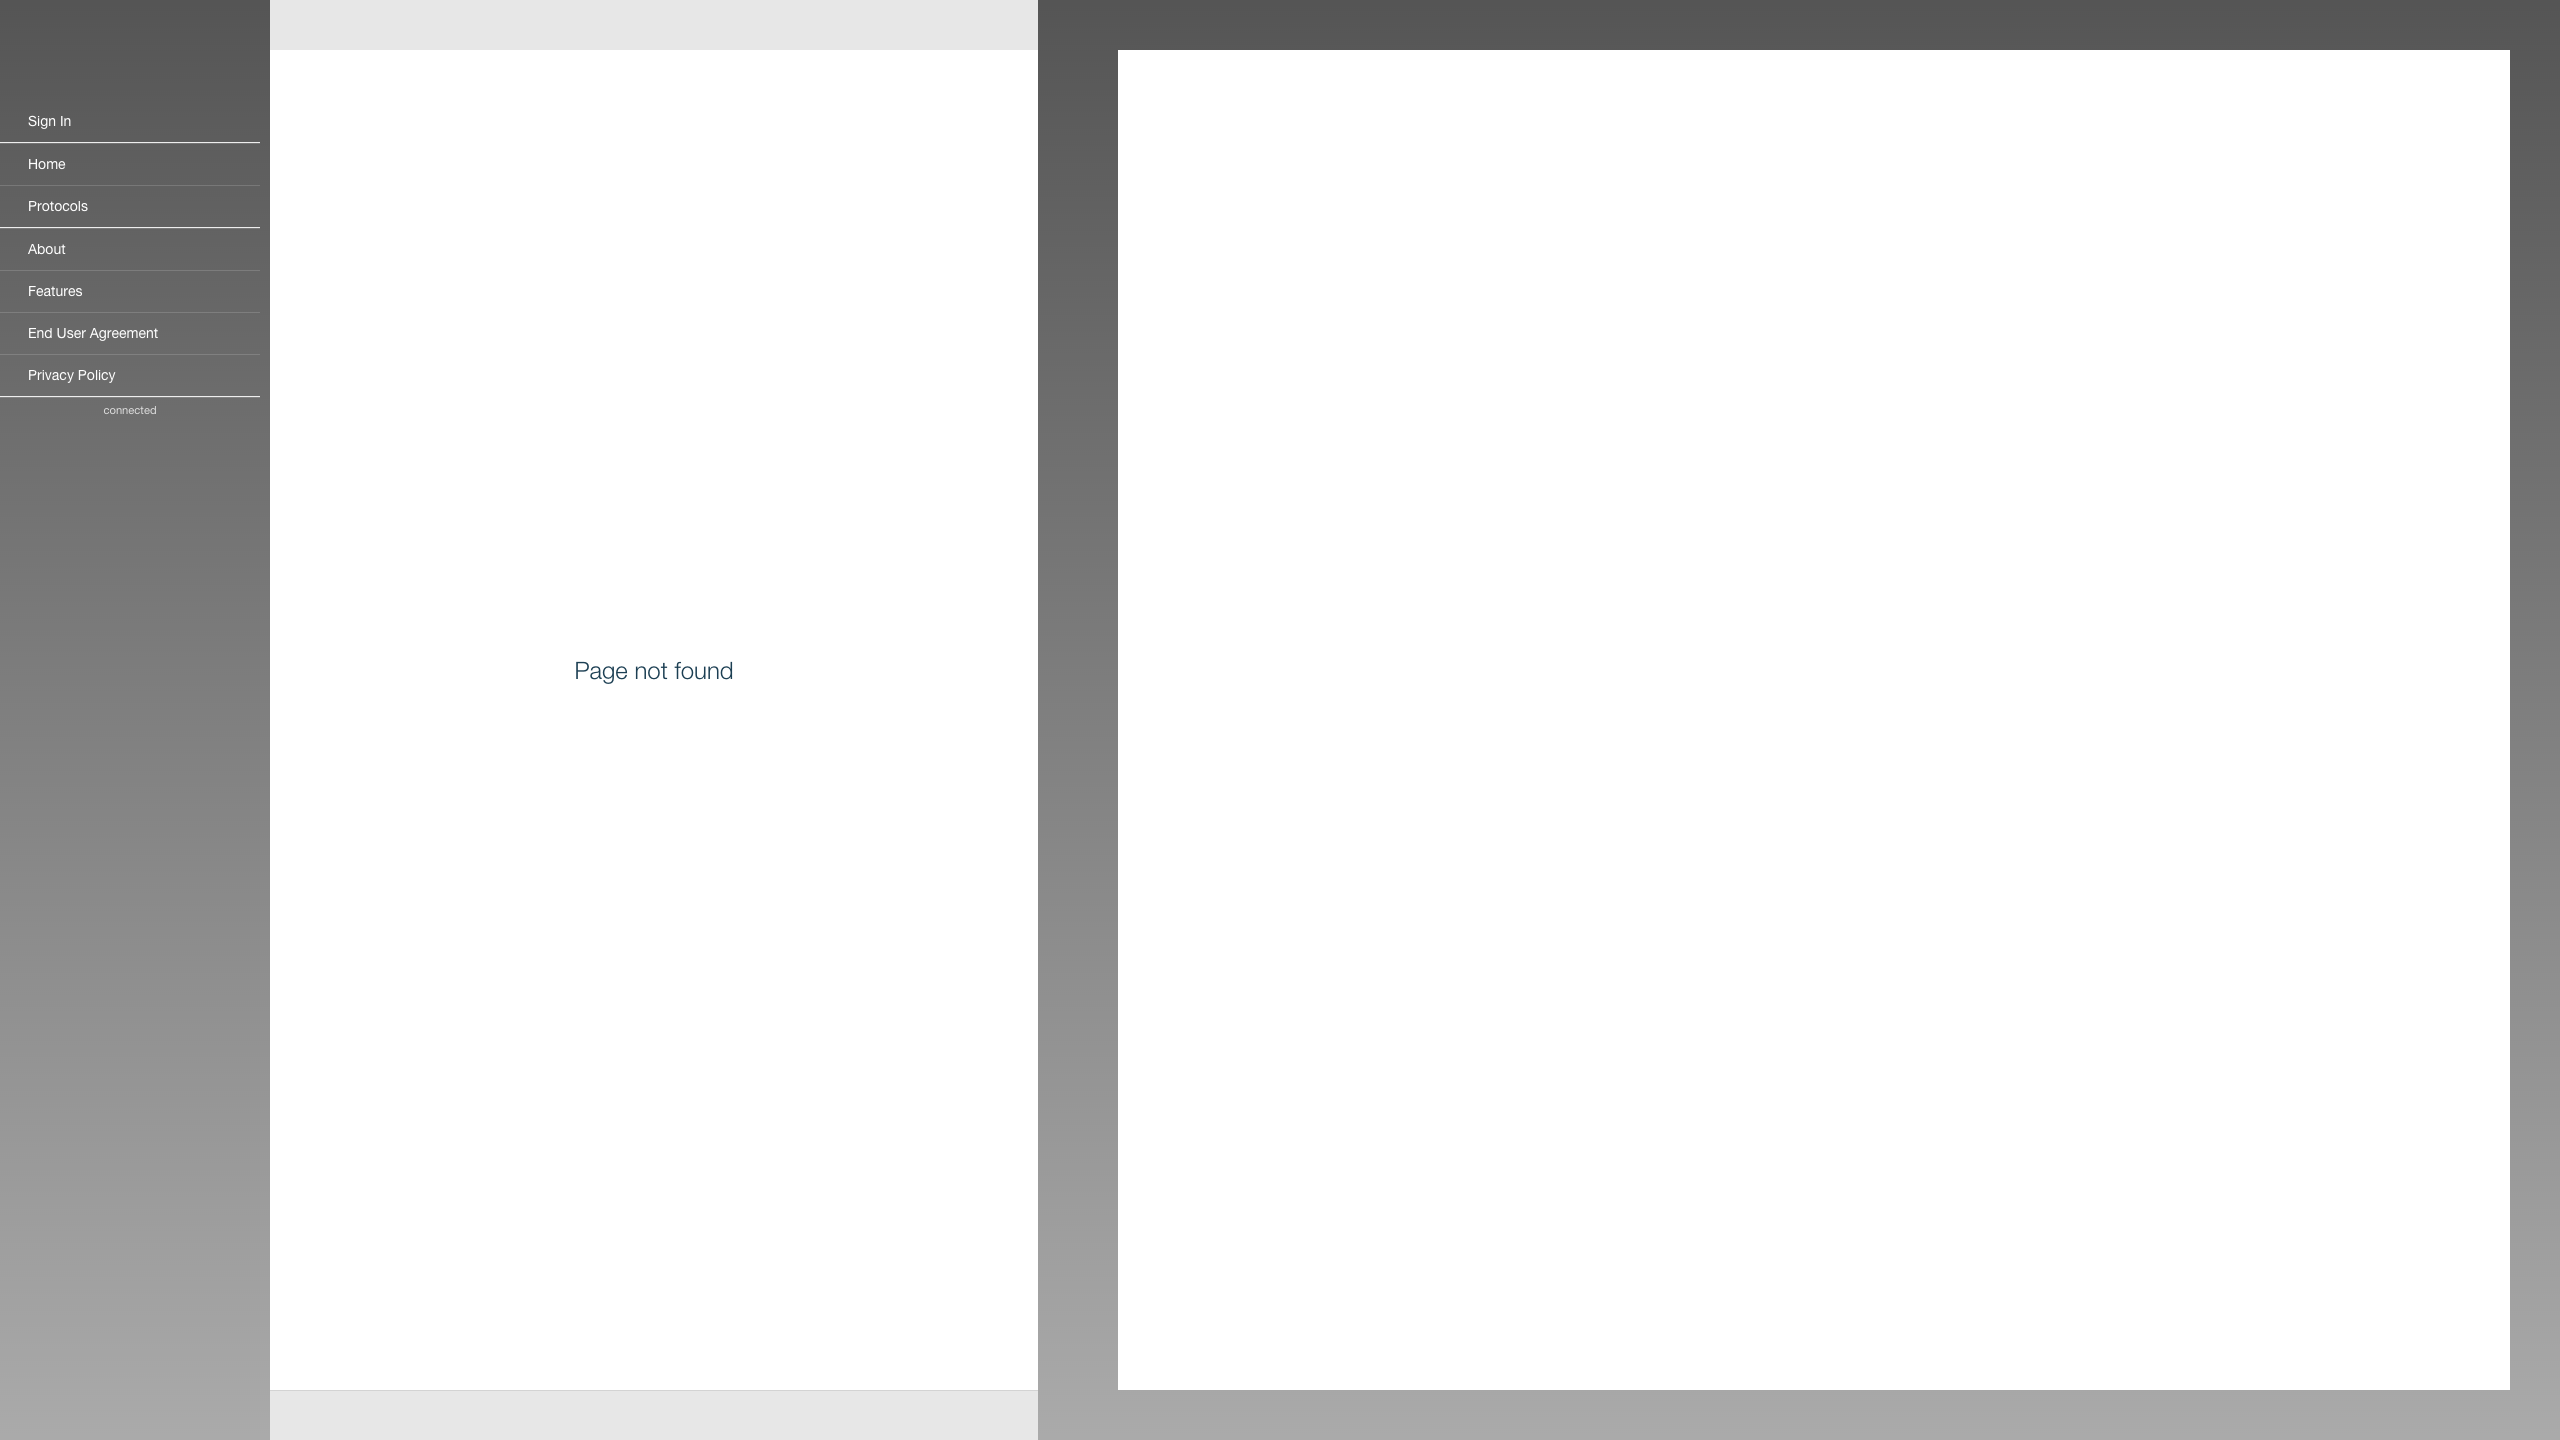 Sign In
Home
Protocols
About
Features
End User Agreement
Privacy Policy
connected
Page not found